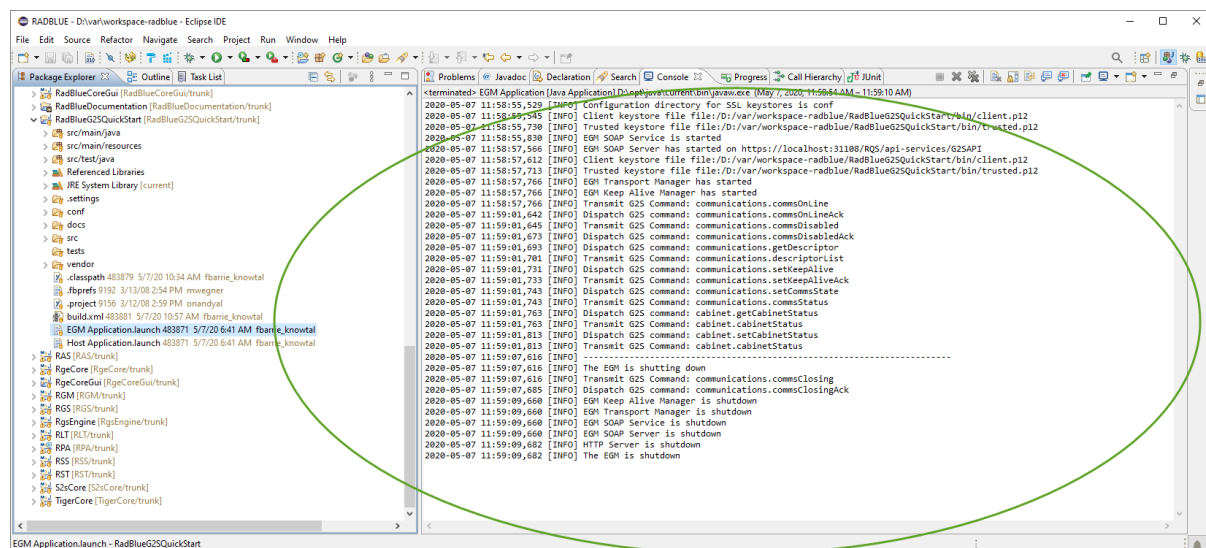 RADBLUE - D:\var\workspace-radblue - Eclipse IDE
File Edit Source Refactor Navigate Search Project Run Window Help
Package Explorer Outline Task List
RadBlueCoreGui [RadBlueCoreGui/trunk]
RadBlueDocumentation [RadBlueDocumentation/trunk]
RadBlueG2SQuickStart [RadBlueG2SQuickStart/trunk]
src/main/java
src/main/resources
src/test/java
Referenced Libraries
JRE System Library [current]
.settings
conf
docs
src
tests
vendor
.classpath 483879 5/7/20 10:34 AM fbarrie_knowtal
.fbprefs 9192 3/13/08 2:54 PM mwegner
.project 9156 3/12/08 2:59 PM onandyal
build.xml 483881 5/7/20 10:57 AM fbarrie_knowtal
EGM Application.launch 483871 5/7/20 6:41 AM fbarrie_knowtal
Host Application.launch 483871 5/7/20 6:41 AM fbarrie_knowtal
RAS [RAS/trunk]
RgeCore [RgeCore/trunk]
RgeCoreGui [RgeCoreGui/trunk]
RGM [RGM/trunk]
RGS [RGS/trunk]
RgsEngine [RgsEngine/trunk]
RLT [RLT/trunk]
RPA [RPA/trunk]
RSS [RSS/trunk]
RST [RST/trunk]
S2sCore [S2sCore/trunk]
TigerCore [TigerCore/trunk]
Problems Javadoc Declaration Search Console Progress Call Hierarchy JUnit
<terminated> EGM Application [Java Application] D:\opt\java\current\bin\javaw.exe (May 7, 2020, 11:58:54 AM – 11:59:10 AM)
2020-05-07 11:58:55,529 [INFO] Configuration directory for SSL keystores is conf
2020-05-07 11:58:55,545 [INFO] Client keystore file file:/D:/var/workspace-radblue/RadBlueG2SQuickStart/bin/client.p12
2020-05-07 11:58:55,730 [INFO] Trusted keystore file file:/D:/var/workspace-radblue/RadBlueG2SQuickStart/bin/trusted.p12
2020-05-07 11:58:55,830 [INFO] EGM SOAP Service is started
2020-05-07 11:58:57,566 [INFO] EGM SOAP Server has started on https://localhost:31108/RQS/api-services/G2SAPI
2020-05-07 11:58:57,612 [INFO] Client keystore file file:/D:/var/workspace-radblue/RadBlueG2SQuickStart/bin/client.p12
2020-05-07 11:58:57,713 [INFO] Trusted keystore file file:/D:/var/workspace-radblue/RadBlueG2SQuickStart/bin/trusted.p12
2020-05-07 11:58:57,766 [INFO] EGM Transport Manager has started
2020-05-07 11:58:57,766 [INFO] EGM Keep Alive Manager has started
2020-05-07 11:58:57,766 [INFO] Transmit G2S Command: communications.commsOnLine
2020-05-07 11:59:01,642 [INFO] Dispatch G2S command: communications.commsOnLineAck
2020-05-07 11:59:01,645 [INFO] Transmit G2S Command: communications.commsDisabled
2020-05-07 11:59:01,673 [INFO] Dispatch G2S command: communications.commsDisabledAck
2020-05-07 11:59:01,693 [INFO] Dispatch G2S command: communications.getDescriptor
2020-05-07 11:59:01,701 [INFO] Transmit G2S Command: communications.descriptorList
2020-05-07 11:59:01,731 [INFO] Dispatch G2S command: communications.setKeepAlive
2020-05-07 11:59:01,733 [INFO] Transmit G2S Command: communications.setKeepAliveAck
2020-05-07 11:59:01,743 [INFO] Dispatch G2S command: communications.setCommsState
2020-05-07 11:59:01,743 [INFO] Transmit G2S Command: communications.commsStatus
2020-05-07 11:59:01,763 [INFO] Dispatch G2S command: cabinet.getCabinetStatus
2020-05-07 11:59:01,763 [INFO] Transmit G2S Command: cabinet.cabinetStatus
2020-05-07 11:59:01,813 [INFO] Dispatch G2S command: cabinet.setCabinetStatus
2020-05-07 11:59:01,813 [INFO] Transmit G2S Command: cabinet.cabinetStatus
2020-05-07 11:59:07,616 [INFO] --------------------------------------------------------------------------------
2020-05-07 11:59:07,616 [INFO] The EGM is shutting down
2020-05-07 11:59:07,616 [INFO] Transmit G2S Command: communications.commsClosing
2020-05-07 11:59:07,685 [INFO] Dispatch G2S command: communications.commsClosingAck
2020-05-07 11:59:09,660 [INFO] EGM Keep Alive Manager is shutdown
2020-05-07 11:59:09,660 [INFO] EGM Transport Manager is shutdown
2020-05-07 11:59:09,660 [INFO] EGM SOAP Service is shutdown
2020-05-07 11:59:09,660 [INFO] EGM SOAP Server is shutdown
2020-05-07 11:59:09,682 [INFO] HTTP Server is shutdown
2020-05-07 11:59:09,682 [INFO] The EGM is shutdown
EGM Application.launch - RadBlueG2SQuickStart